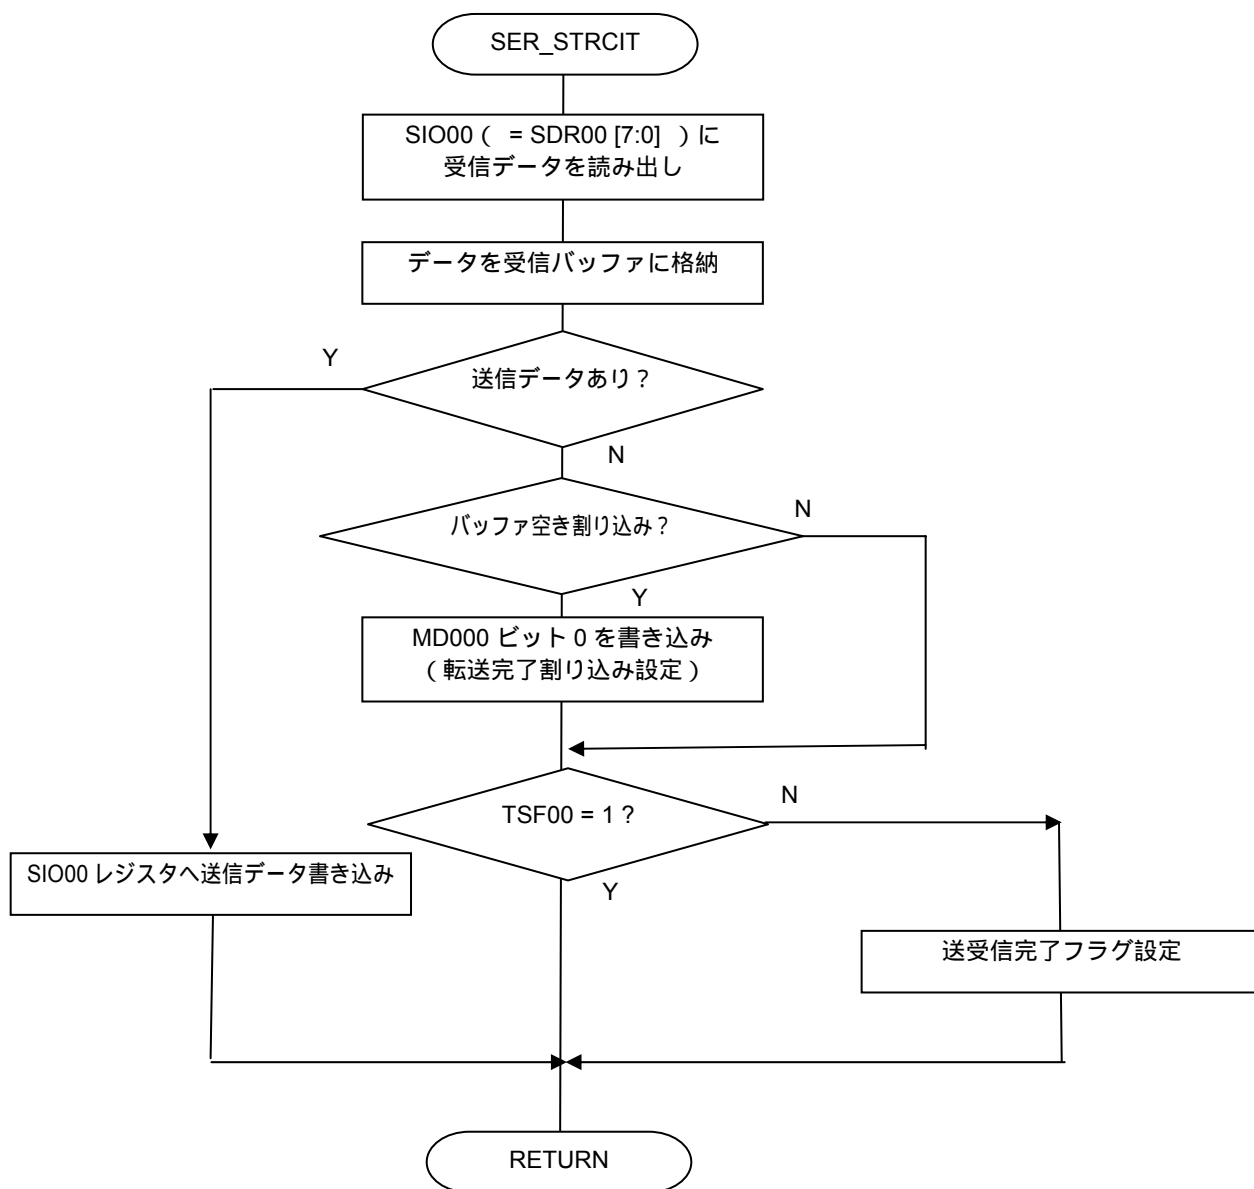 SER_STRCIT
SIO00 ( = SDR00 [7:0] ) に
受信データを読み出し
データを受信バッファに格納
Y
送信データあり？
N
バッファ空き割り込み？
N
Y
MD000 ビット 0 を書き込み
（転送完了割り込み設定）
TSF00 = 1 ?
N
Y
SIO00 レジスタへ送信データ書き込み
送受信完了フラグ設定
RETURN